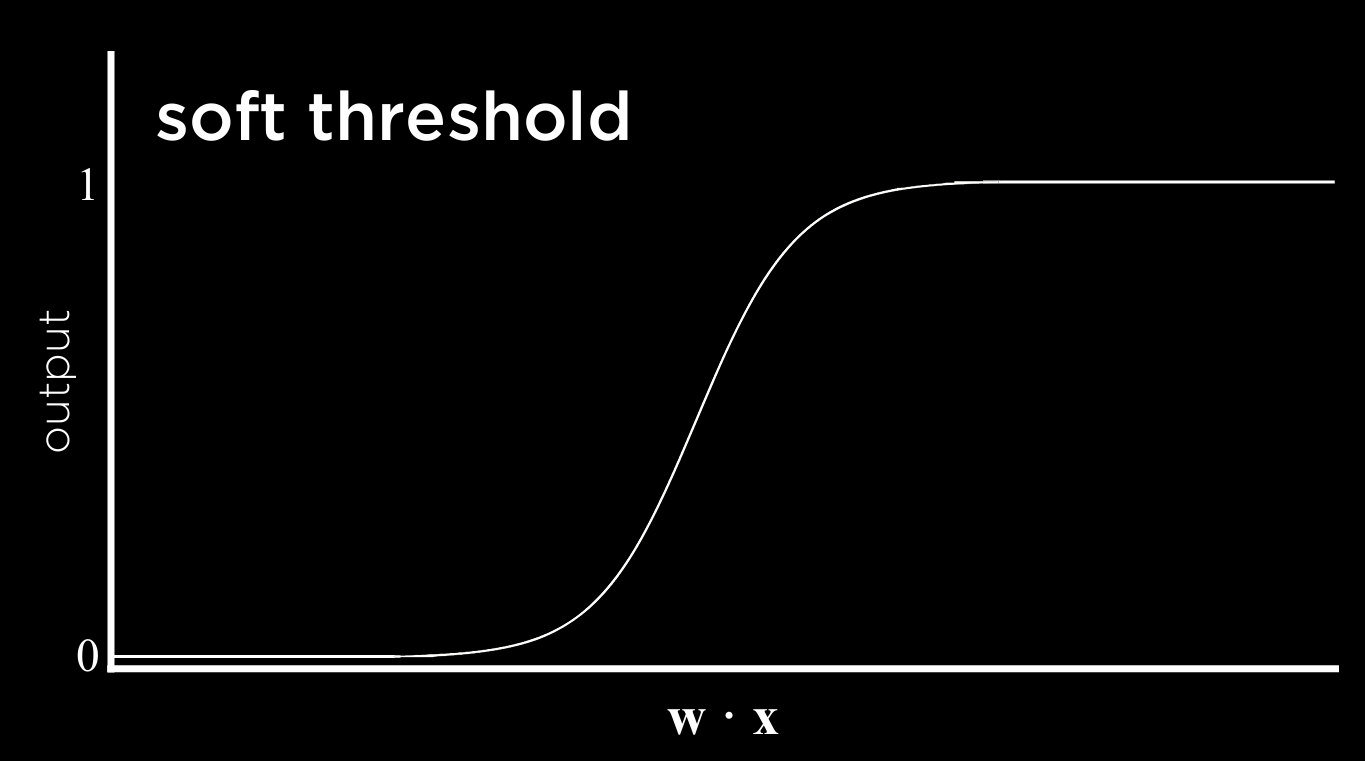 soft threshold
1
output
0
w · x